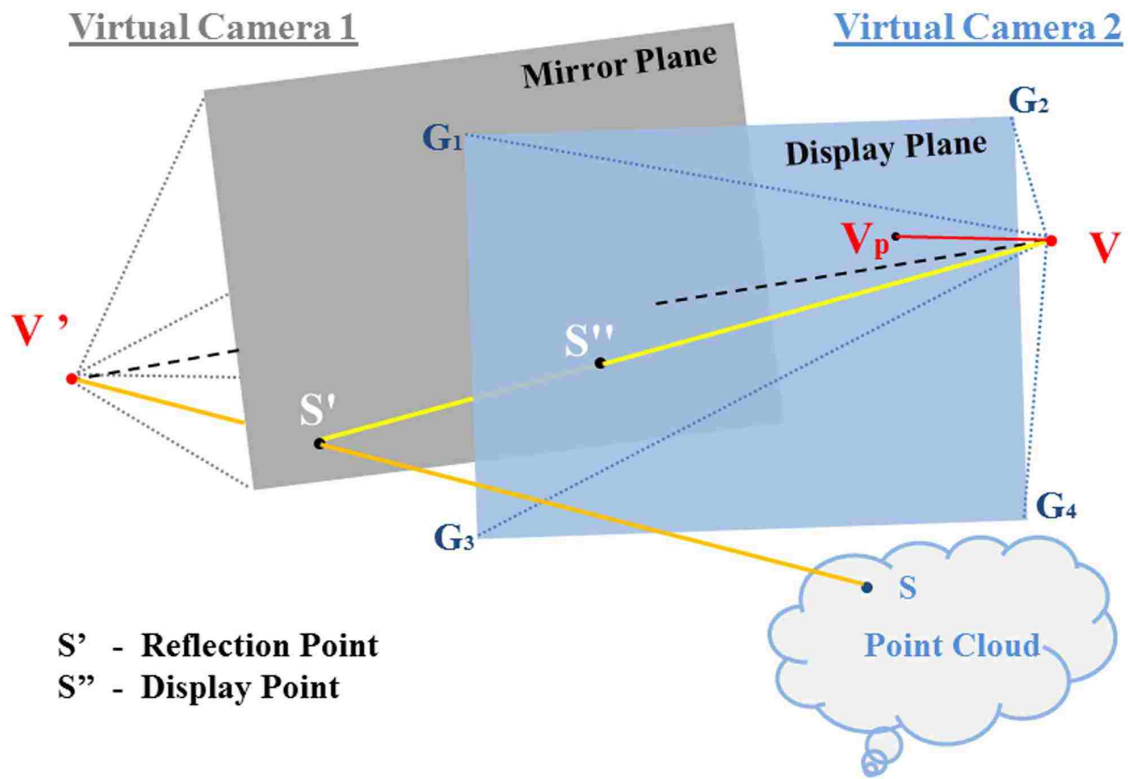 Virtual Camera 1
Virtual Camera 2
Mirror Plane
G1
G2
Display Plane
Vp
V
V '
S"
S'
G3
G4
S
Point Cloud
S' - Reflection Point
S" - Display Point